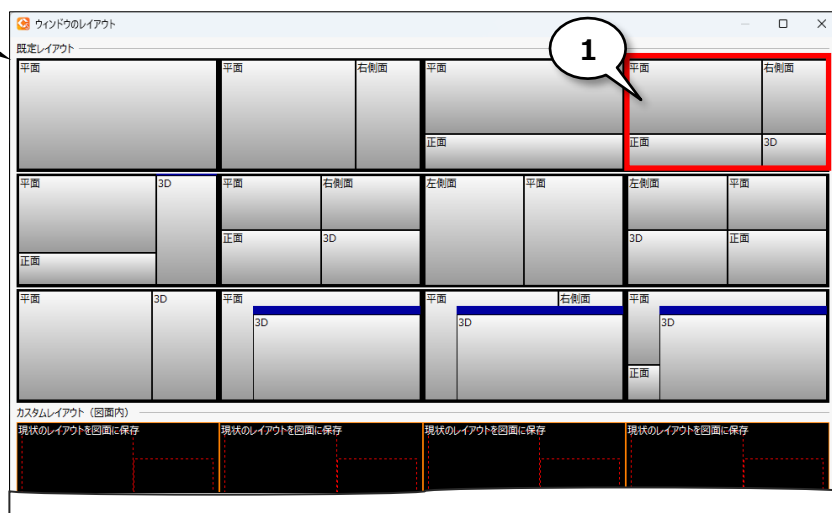 ウィンドウのレイアウト
既定レイアウト
1
平面
平面 右側面
平面
平面 右側面
正面
正面 3D
平面 3D
平面 右側面
左側面 平面
左側面 平面
正面 3D
3D 正面
正面
平面 3D
平面
平面 右側面
平面
3D
3D
3D
正面
カスタムレイアウト（図面内）
現状のレイアウトを図面に保存
現状のレイアウトを図面に保存
現状のレイアウトを図面に保存
現状のレイアウトを図面に保存